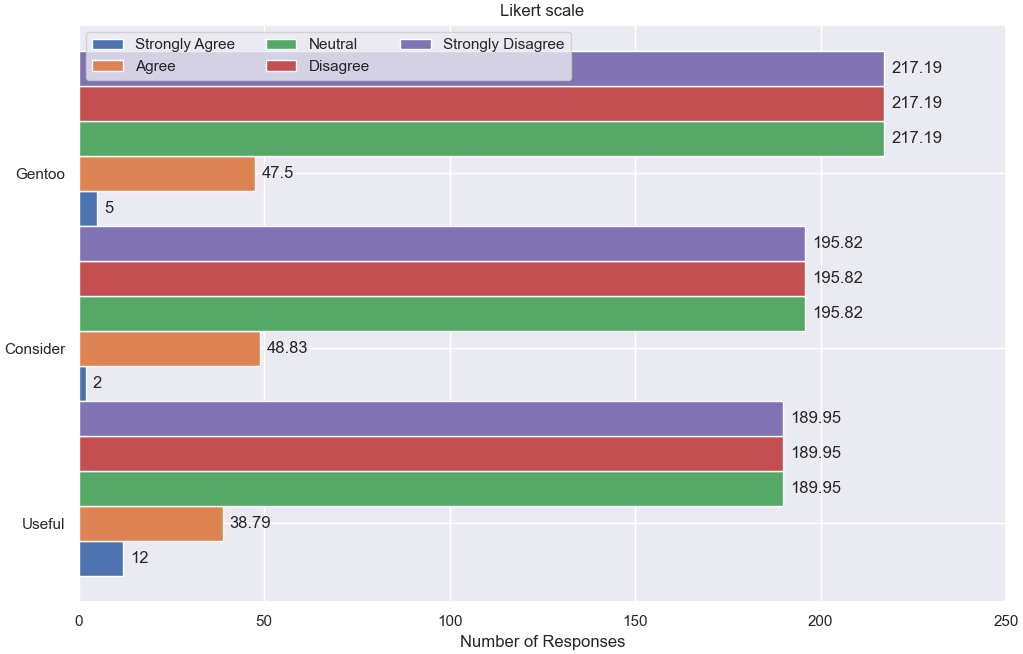 Likert scale
Strongly Agree
Agree
Neutral
Disagree
Strongly Disagree
217.19
217.19
217.19
Gentoo
47.5
5
195.82
195.82
195.82
Consider
48.83
2
189.95
189.95
189.95
Useful
38.79
12
0 50 100 150 200 250
Number of Responses